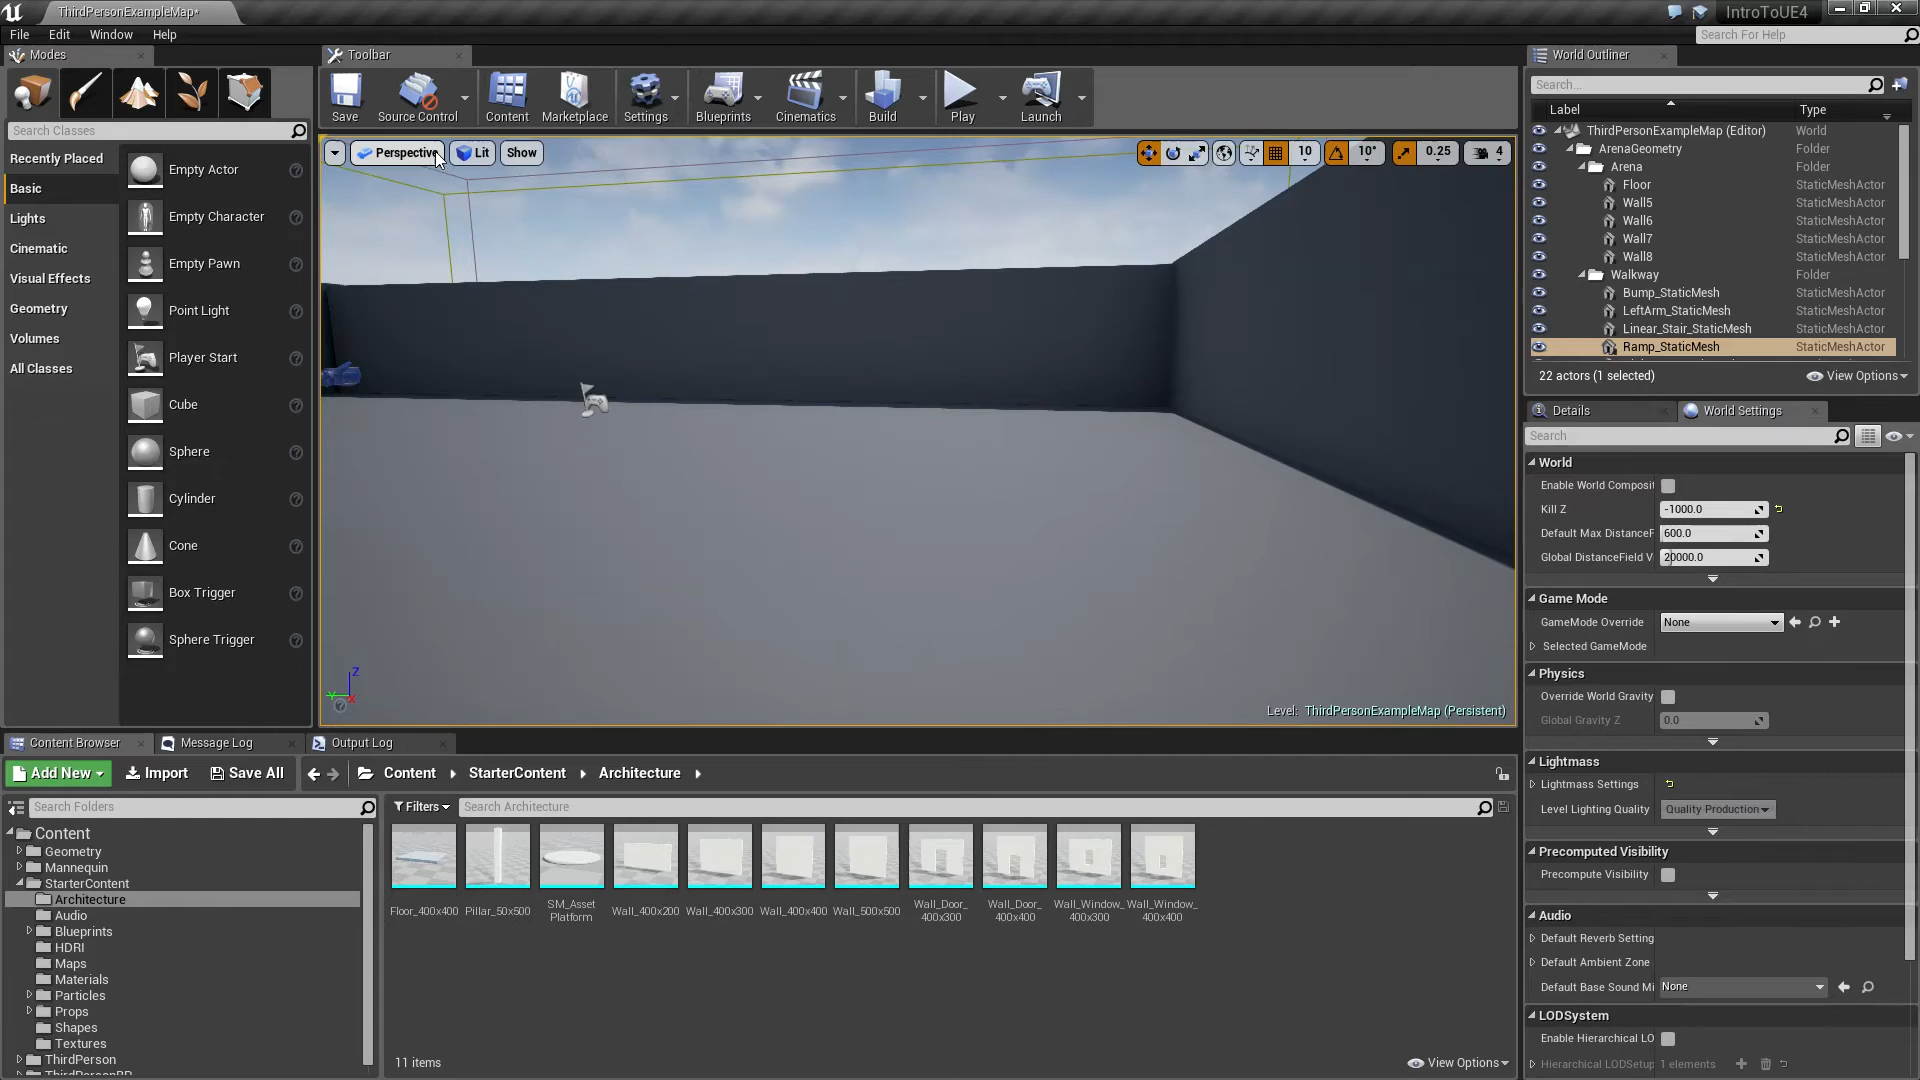 ThirdPersonExampleMap*
IntroToUE4
File Edit Window Help
Search For Help
Modes
Toolbar
World Outliner
Search Classes
Recently Placed
Basic
Lights
Cinematic
Visual Effects
Geometry
Volumes
All Classes
Empty Actor
Empty Character
Empty Pawn
Point Light
Player Start
Cube
Sphere
Cylinder
Cone
Box Trigger
Sphere Trigger
Save Source Control Content Marketplace Settings Blueprints Cinematics Build Play Launch
Perspective Lit Show
10 10° 0.25 4
Z
Y X
Level: ThirdPersonExampleMap (Persistent)
Search...
Label Type
ThirdPersonExampleMap (Editor) World
ArenaGeometry Folder
Arena Folder
Floor StaticMeshActor
Wall5 StaticMeshActor
Wall6 StaticMeshActor
Wall7 StaticMeshActor
Wall8 StaticMeshActor
Walkway Folder
Bump_StaticMesh StaticMeshActor
LeftArm_StaticMesh StaticMeshActor
Linear_Stair_StaticMesh StaticMeshActor
Ramp_StaticMesh StaticMeshActor
22 actors (1 selected) View Options
Details World Settings
Search
World
Enable World Composit
Kill Z -1000.0
Default Max DistanceF 600.0
Global DistanceField V 20000.0
Game Mode
GameMode Override None
Selected GameMode
Physics
Override World Gravity
Global Gravity Z 0.0
Lightmass
Lightmass Settings
Level Lighting Quality Quality Production
Precomputed Visibility
Precompute Visibility
Audio
Default Reverb Setting
Default Ambient Zone
Default Base Sound Mi None
LODSystem
Enable Hierarchical LO
Hierarchical LODSetup 1 elements
Content Browser Message Log Output Log
Add New Import Save All Content StarterContent Architecture
Search Folders
Filters Search Architecture
Content
Geometry
Mannequin
StarterContent
Architecture
Audio
Blueprints
HDRI
Maps
Materials
Particles
Props
Shapes
Textures
ThirdPerson
ThirdPersonBP
Floor_400x400 Pillar_50x500 SM_Asset Platform Wall_400x200 Wall_400x300 Wall_400x400 Wall_500x500 Wall_Door_400x300 Wall_Door_400x400 Wall_Window_400x300 Wall_Window_400x400
11 items View Options